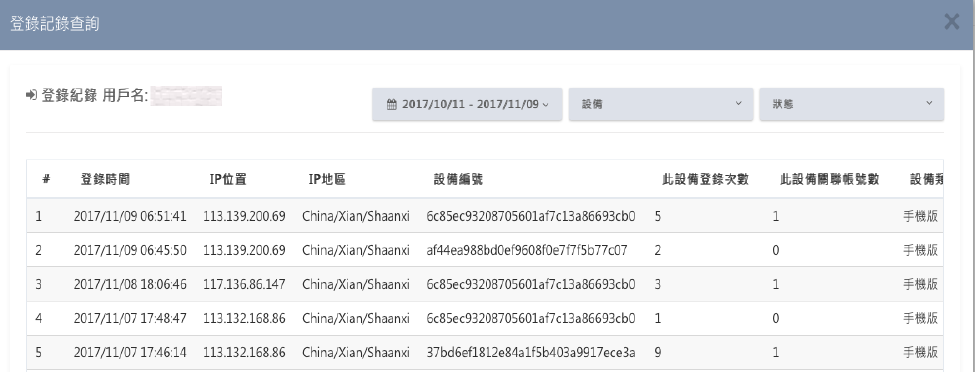 登錄記錄查詢
登錄紀錄 用戶名:
2017/10/11 - 2017/11/09 設備 狀態
# 登錄時間 IP位置 IP地區 設備編號 此設備登錄次數 此設備關聯帳號數 設備類
1 2017/11/09 06:51:41 113.139.200.69 China/Xian/Shaanxi 6c85ec93208705601af7c13a86693cb0 5 1 手機版
2 2017/11/09 06:45:50 113.139.200.69 China/Xian/Shaanxi af44ea988bd0ef9608f0e7f7f5b77c07 2 0 手機版
3 2017/11/08 18:06:46 117.136.86.147 China/Xian/Shaanxi 6c85ec93208705601af7c13a86693cb0 3 1 手機版
4 2017/11/07 17:48:47 113.132.168.86 China/Xian/Shaanxi 6c85ec93208705601af7c13a86693cb0 1 0 手機版
5 2017/11/07 17:46:14 113.132.168.86 China/Xian/Shaanxi 37bd6ef1812e84a1f5b403a9917ece3a 9 1 手機版